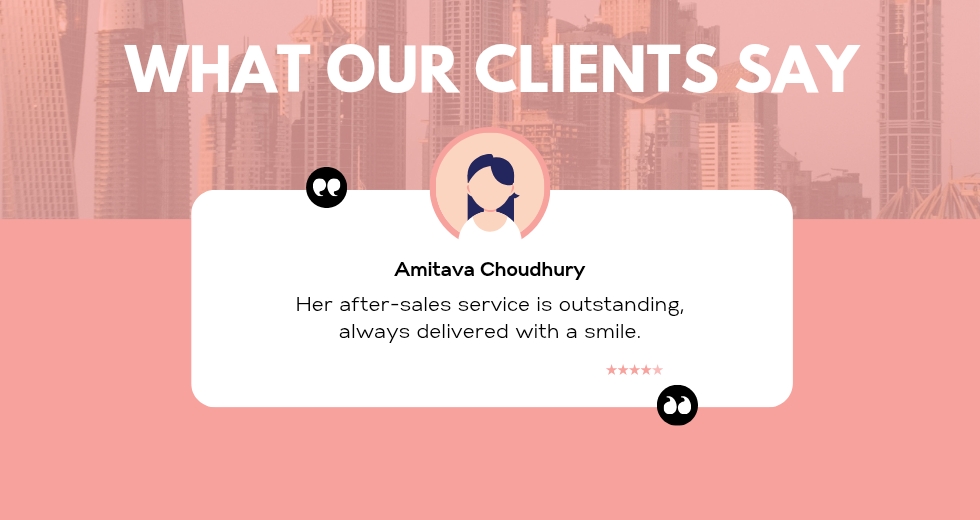 WHAT OUR CLIENTS SAY
Amitava Choudhury
Her after-sales service is outstanding,
always delivered with a smile.